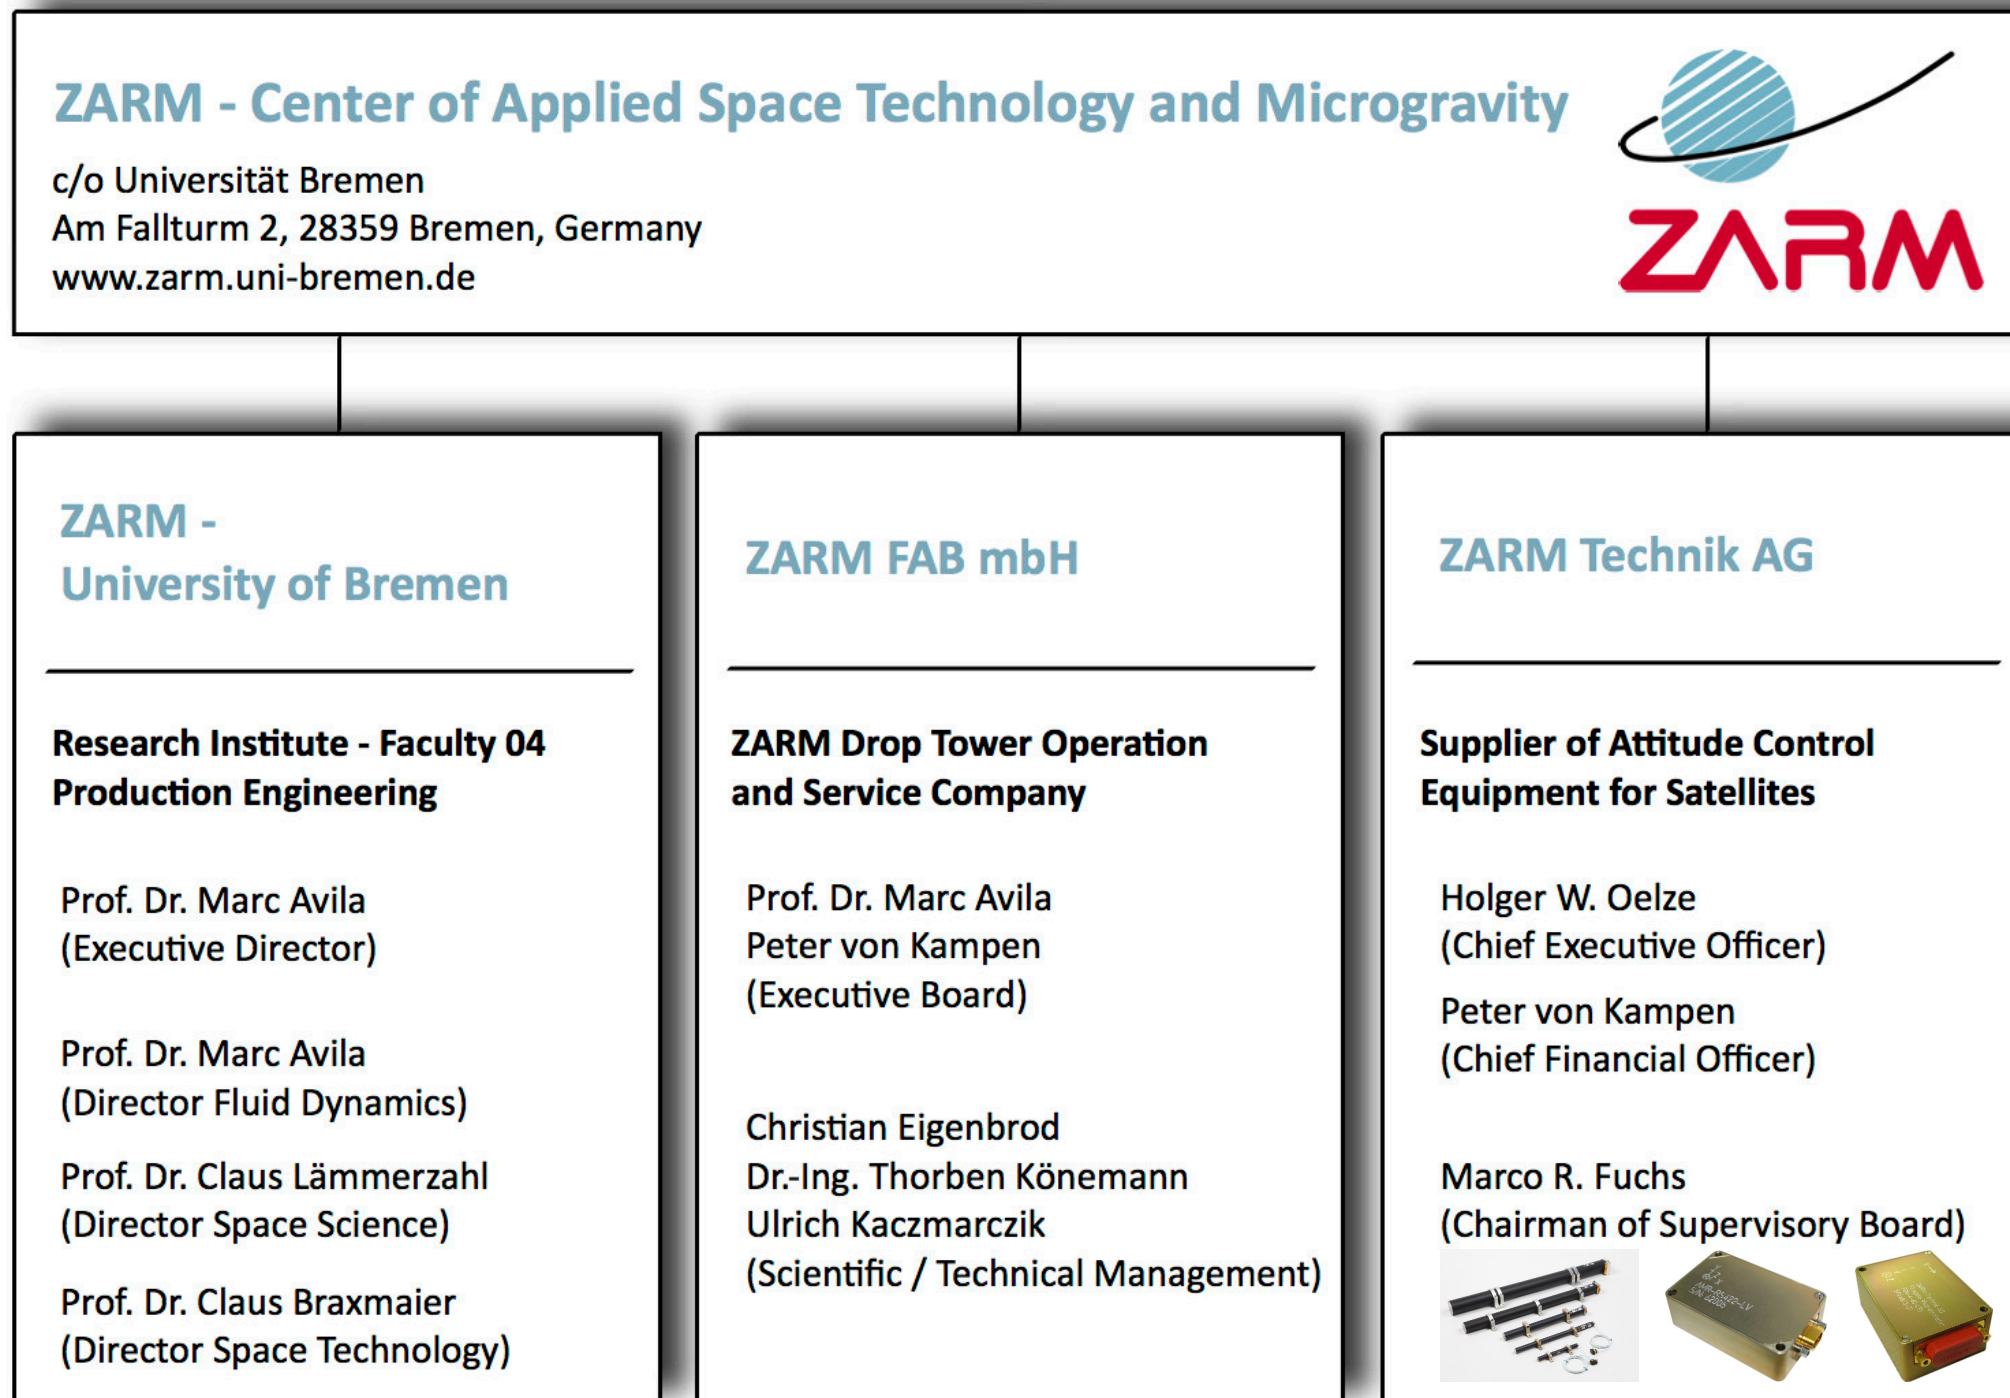 ZARM - Center of Applied Space Technology and Microgravity
c/o Universität Bremen
Am Fallturm 2, 28359 Bremen, Germany
www.zarm.uni-bremen.de
ZARM
ZARM -
University of Bremen
Research Institute - Faculty 04
Production Engineering
Prof. Dr. Marc Avila
(Executive Director)
Prof. Dr. Marc Avila
(Director Fluid Dynamics)
Prof. Dr. Claus Lämmerzahl
(Director Space Science)
Prof. Dr. Claus Braxmaier
(Director Space Technology)
ZARM FAB mbH
ZARM Drop Tower Operation
and Service Company
Prof. Dr. Marc Avila
Peter von Kampen
(Executive Board)
Christian Eigenbrod
Dr.-Ing. Thorben Könemann
Ulrich Kaczmarczik
(Scientific / Technical Management)
ZARM Technik AG
Supplier of Attitude Control
Equipment for Satellites
Holger W. Oelze
(Chief Executive Officer)
Peter von Kampen
(Chief Financial Officer)
Marco R. Fuchs
(Chairman of Supervisory Board)